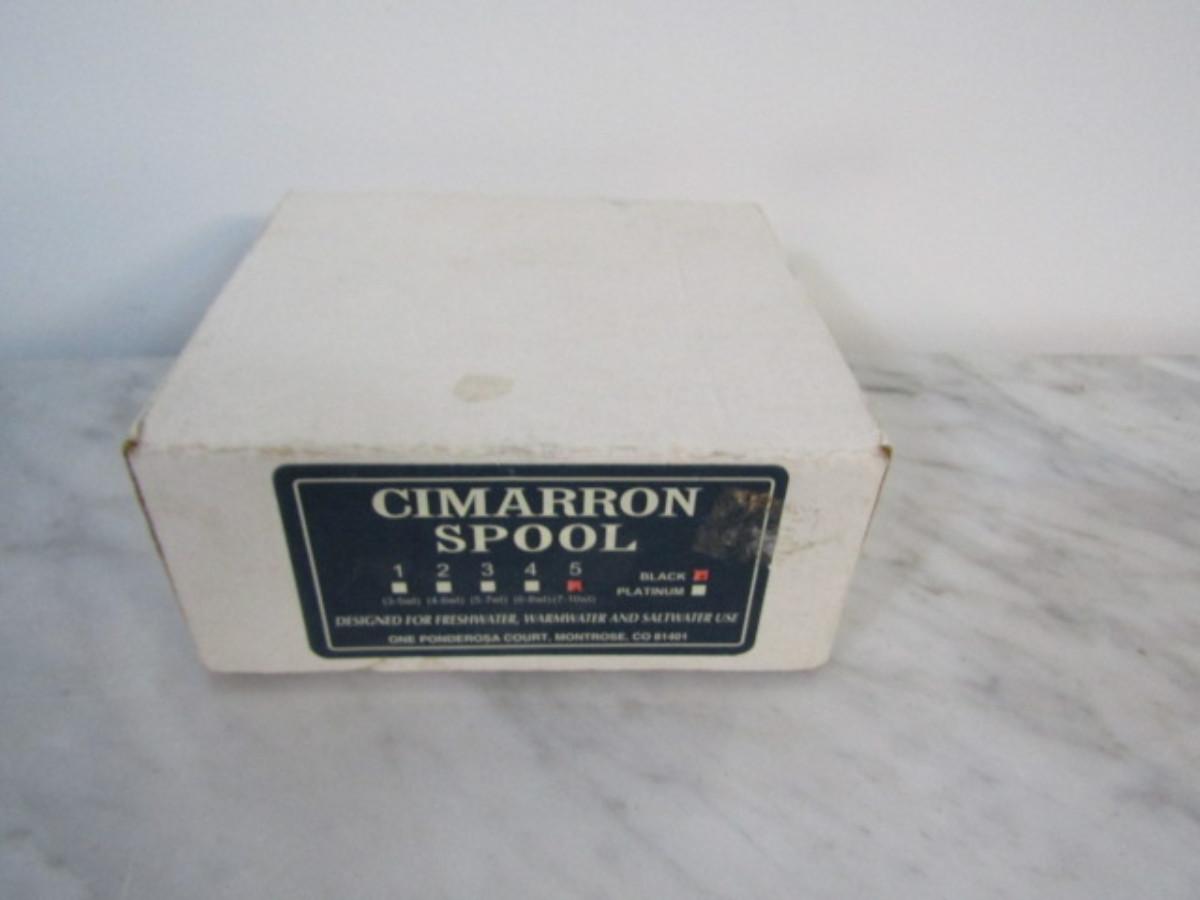 CIMARRON
SPOOL
1 2 3 4 5
(3-5wt) (4-6wt) (5-7wt) (6-8wt) (7-10wt)
BLACK
PLATINUM
DESIGNED FOR FRESHWATER, WARMWATER AND SALTWATER USE
ONE PONDEROSA COURT, MONTROSE, CO 81401